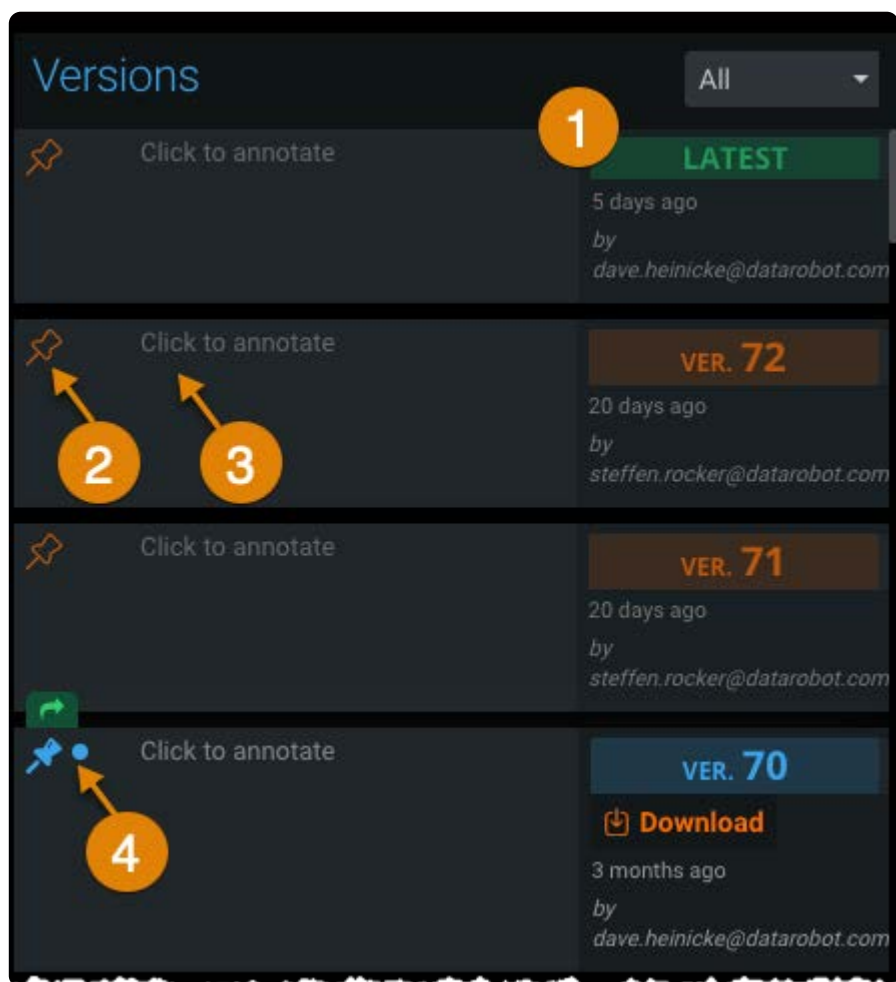 Versions
All
1
Click to annotate
LATEST
5 days ago
by
dave.heinicke@datarobot.com
Click to annotate
VER. 72
20 days ago
by
steffen.rocker@datarobot.com
2
3
Click to annotate
VER. 71
20 days ago
by
steffen.rocker@datarobot.com
Click to annotate
VER. 70
Download
3 months ago
by
dave.heinicke@datarobot.com
4